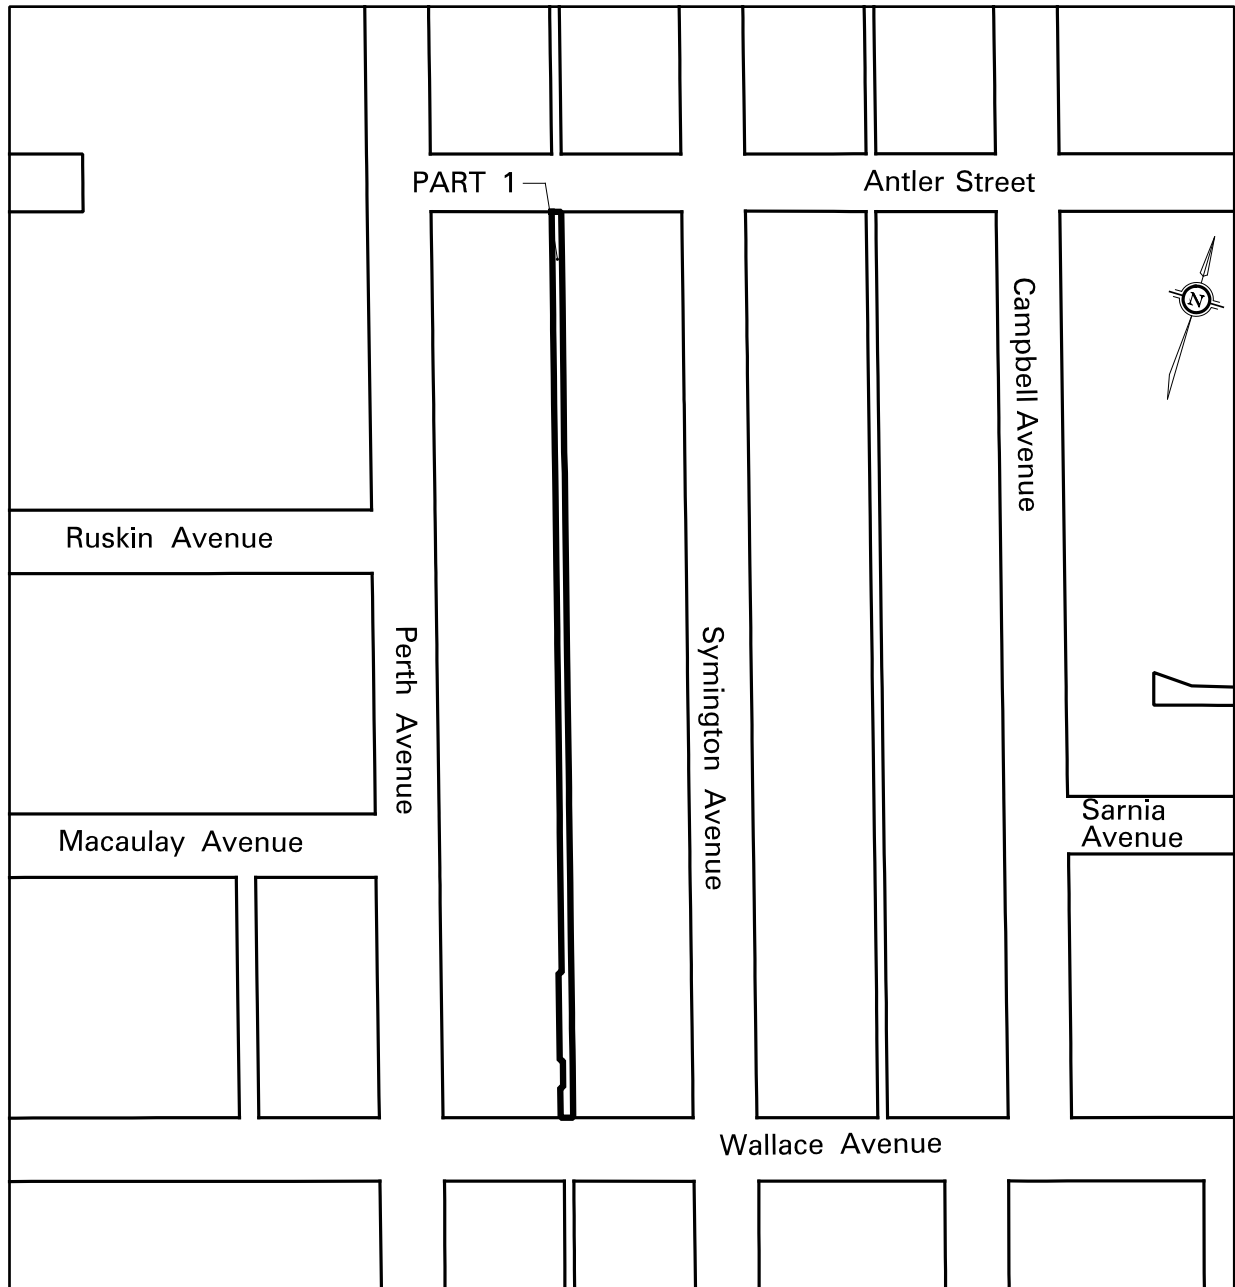 PART 1
Antler Street
Campbell Avenue
N
Ruskin Avenue
Perth Avenue
Symington Avenue
Sarnia
Avenue
Macaulay Avenue
Wallace Avenue